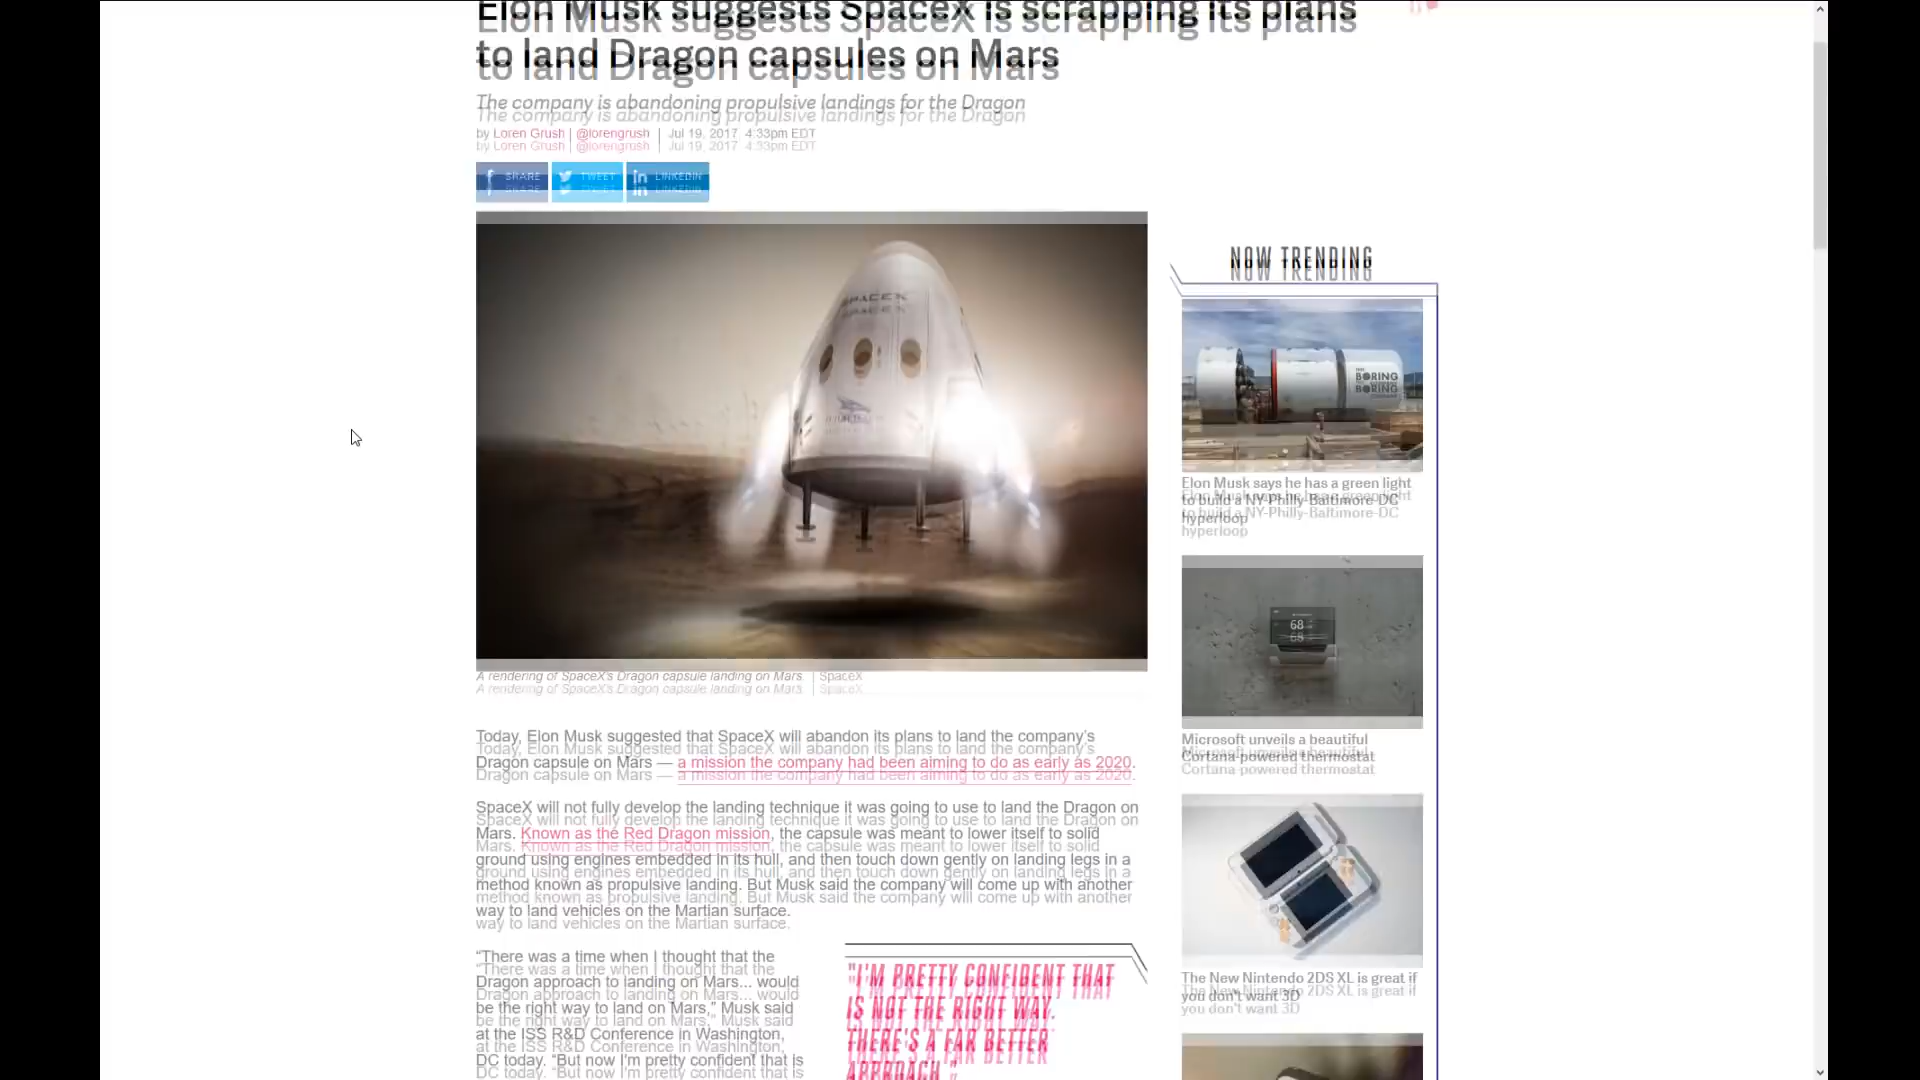 Elon Musk suggests SpaceX is scrapping its plans
to land Dragon capsules on Mars
The company is abandoning propulsive landings for the Dragon
by Loren Grush | @lorengrush | Jul 19, 2017, 4:33pm EDT
SHARE TWEET LINKEDIN
SPACEX
A rendering of SpaceX's Dragon capsule landing on Mars. | SpaceX
Today, Elon Musk suggested that SpaceX will abandon its plans to land the company's
Dragon capsule on Mars — a mission the company had been aiming to do as early as 2020.
SpaceX will not fully develop the landing technique it was going to use to land the Dragon on
Mars. Known as the Red Dragon mission, the capsule was meant to lower itself to solid
ground using engines embedded in its hull, and then touch down gently on landing legs in a
method known as propulsive landing. But Musk said the company will come up with another
way to land vehicles on the Martian surface.
“There was a time when I thought that the
Dragon approach to landing on Mars... would
be the right way to land on Mars,” Musk said
at the ISS R&D Conference in Washington,
DC today. “But now I'm pretty confident that is
"I'M PRETTY CONFIDENT THAT
IS NOT THE RIGHT WAY.
THERE'S A FAR BETTER
APPROACH."
NOW TRENDING
BORING
Elon Musk says he has a green light
to build a NY-Philly-Baltimore-DC
hyperloop
68
Microsoft unveils a beautiful
Cortana-powered thermostat
The New Nintendo 2DS XL is great if
you don't want 3D